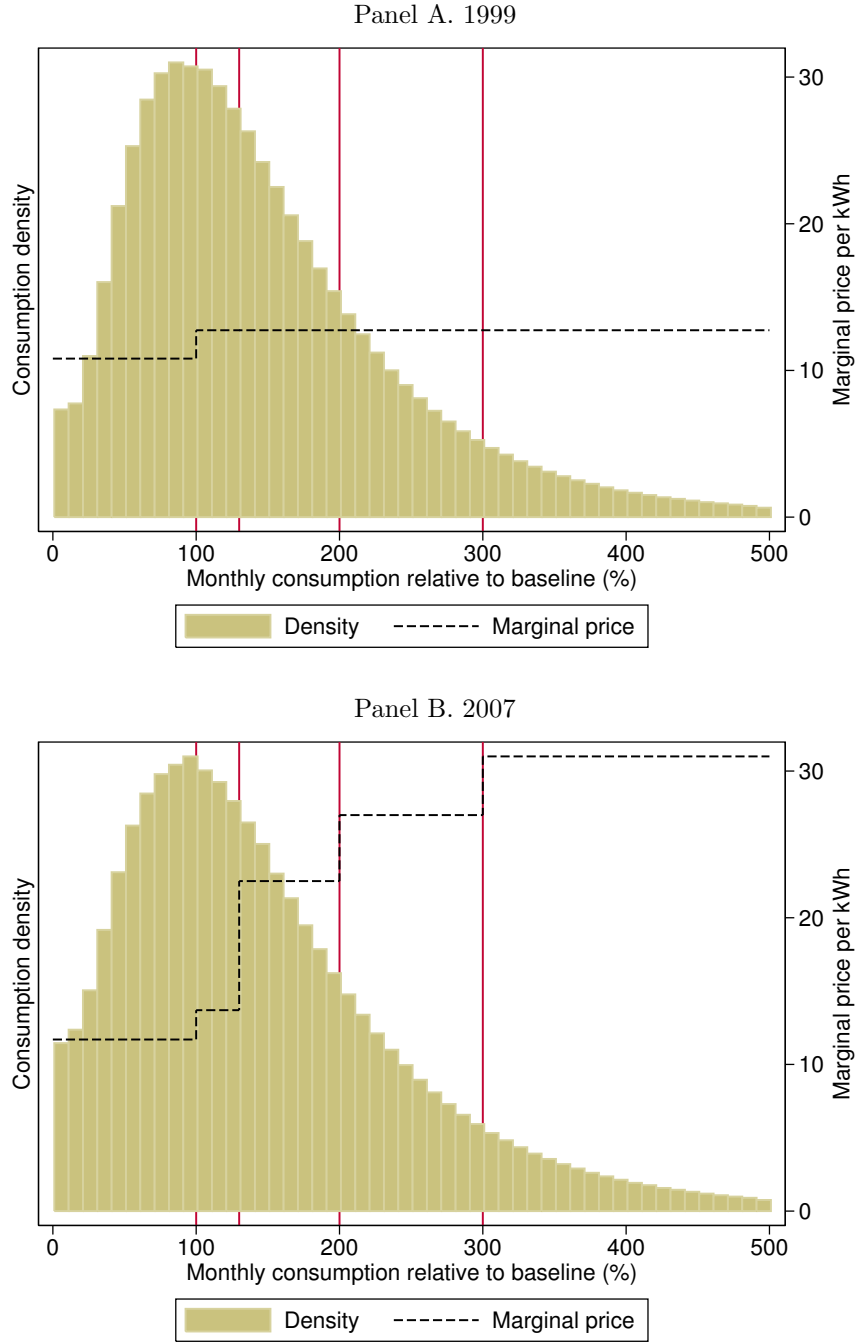 Panel A. 1999
Consumption density
Marginal price per kWh
30
20
10
0
0 100 200 300 400 500
Monthly consumption relative to baseline (%)
Density Marginal price
Panel B. 2007
Consumption density
Marginal price per kWh
30
20
10
0
0 100 200 300 400 500
Monthly consumption relative to baseline (%)
Density Marginal price